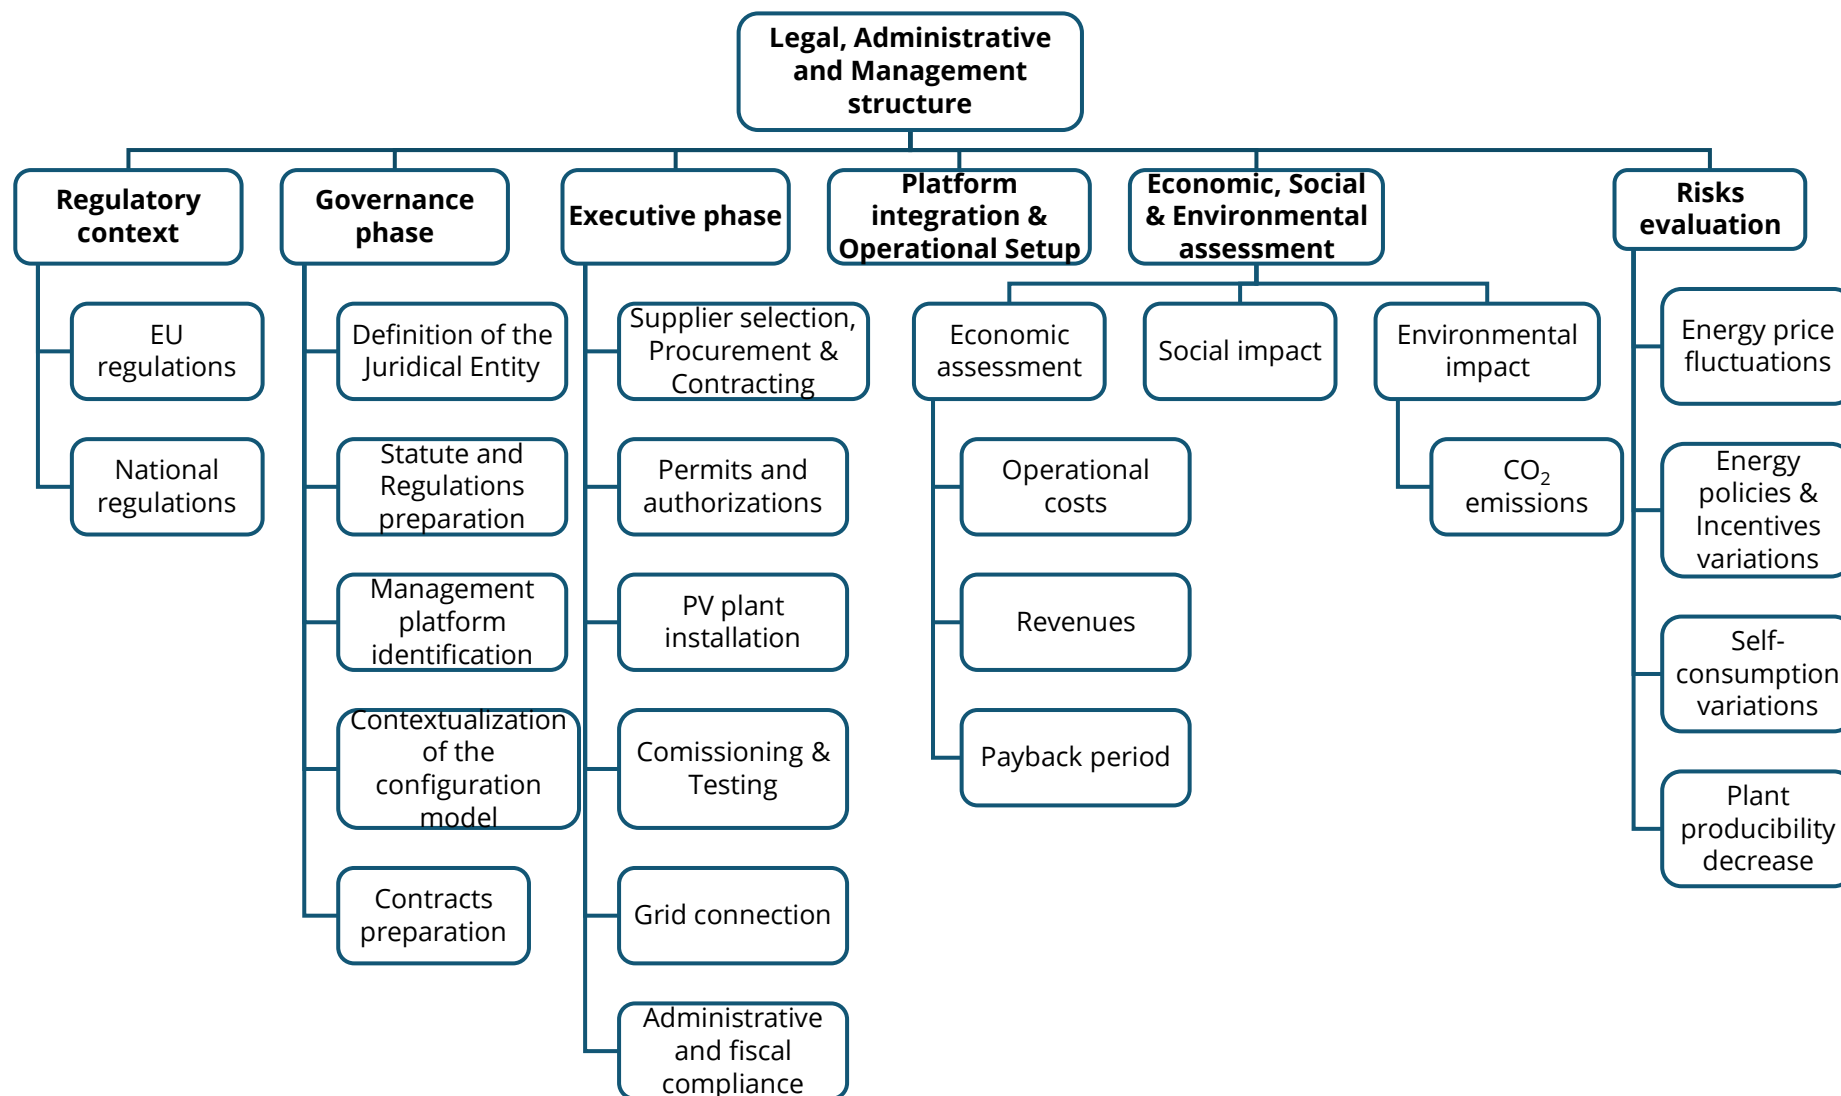 Legal, Administrative
and Management
structure
Regulatory
context
EU
regulations
National
regulations
Governance
phase
Definition of the
Juridical Entity
Statute and
Regulations
preparation
Management
platform
identification
Contextualization
of the
configuration
model
Contracts
preparation
Executive phase
Supplier selection,
Procurement &
Contracting
Permits and
authorizations
PV plant
installation
Comissioning &
Testing
Grid connection
Administrative
and fiscal
compliance
Platform
integration &
Operational Setup
Economic, Social
& Environmental
assessment
Economic
assessment
Operational
costs
Revenues
Payback period
Social impact
Environmental
impact
CO₂
emissions
Risks
evaluation
Energy price
fluctuations
Energy
policies &
Incentives
variations
Self-
consumption
variations
Plant
producibility
decrease